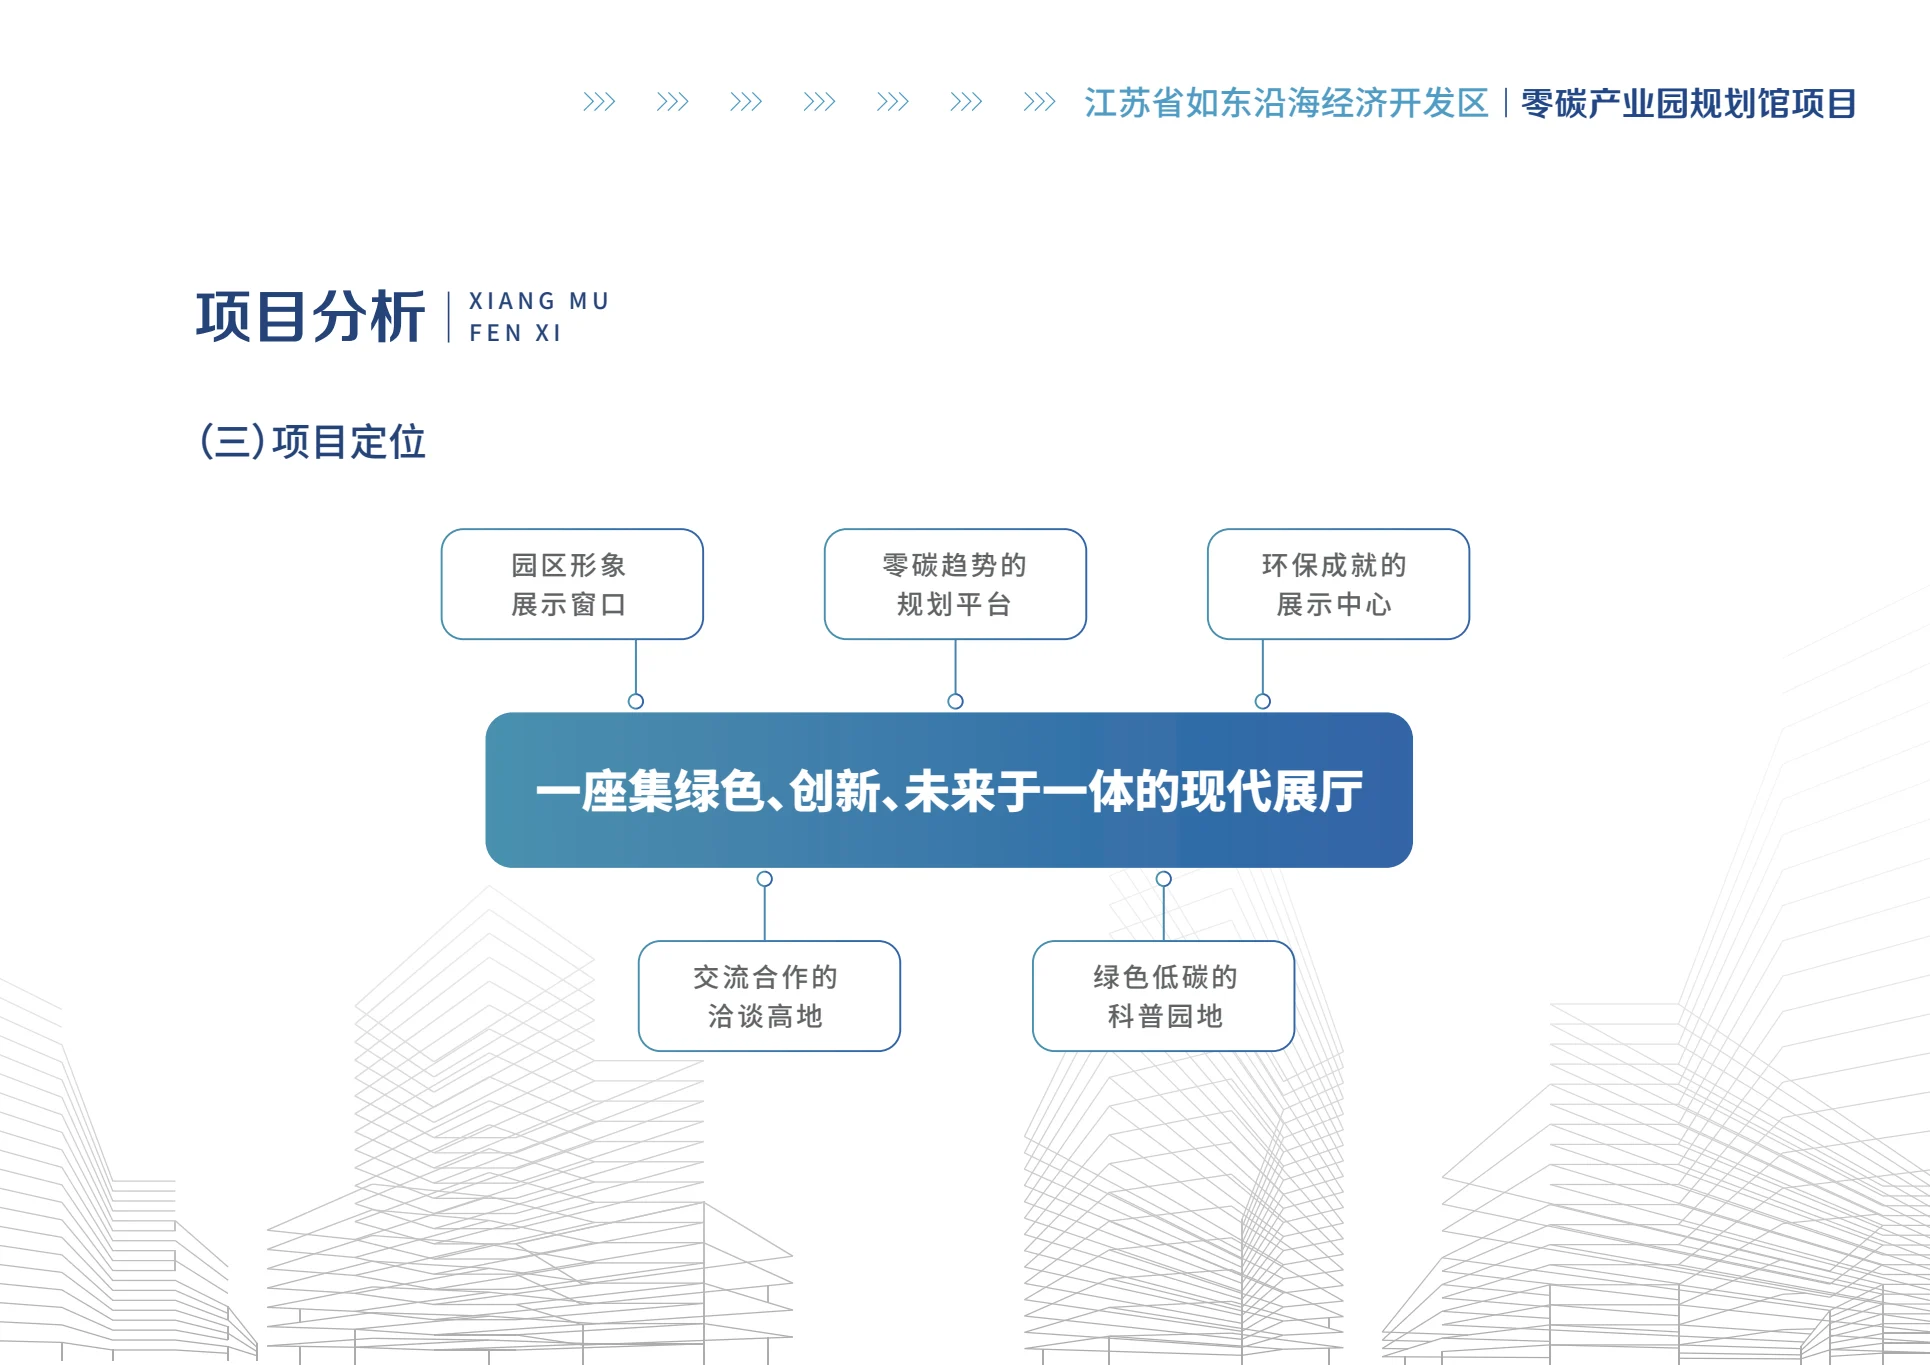 江苏省如东沿海经济开发区|零碳产业园规划馆项目
项目分析
XIANG MU
FEN XI
(三)项目定位
园区形象
展示窗口
零碳趋势的
规划平台
环保成就的
展示中心
一座集绿色、创新、未来于一体的现代展厅
交流合作的
洽谈高地
绿色低碳的
科普园地